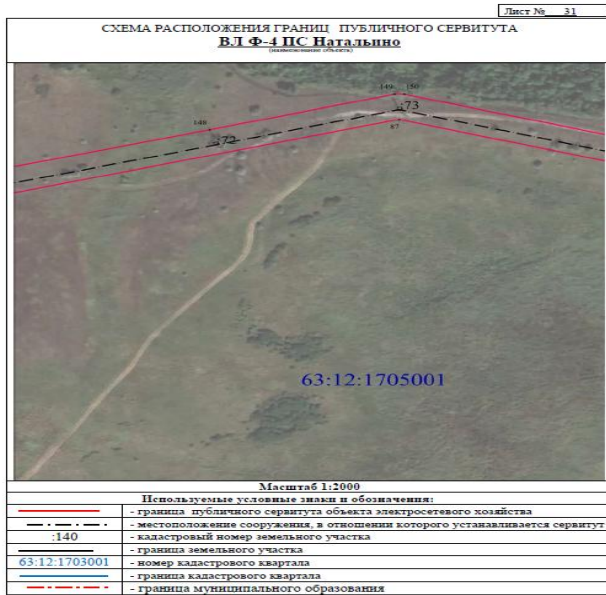 Лист № 31
СХЕМА РАСПОЛОЖЕНИЯ ГРАНИЦ ПУБЛИЧНОГО СЕРВИТУТА
ВЛ Ф-4 ПС Натальино
(наименование объекта)
149 150
:73
148
87
:72
63:12:1705001
Масштаб 1:2000
Используемые условные знаки и обозначения:
- граница публичного сервитута объекта электросетевого хозяйства
- местоположение сооружения, в отношении которого устанавливается сервитут
:140 - кадастровый номер земельного участка
- граница земельного участка
63:12:1703001 - номер кадастрового квартала
- граница кадастрового квартала
- граница муниципального образования